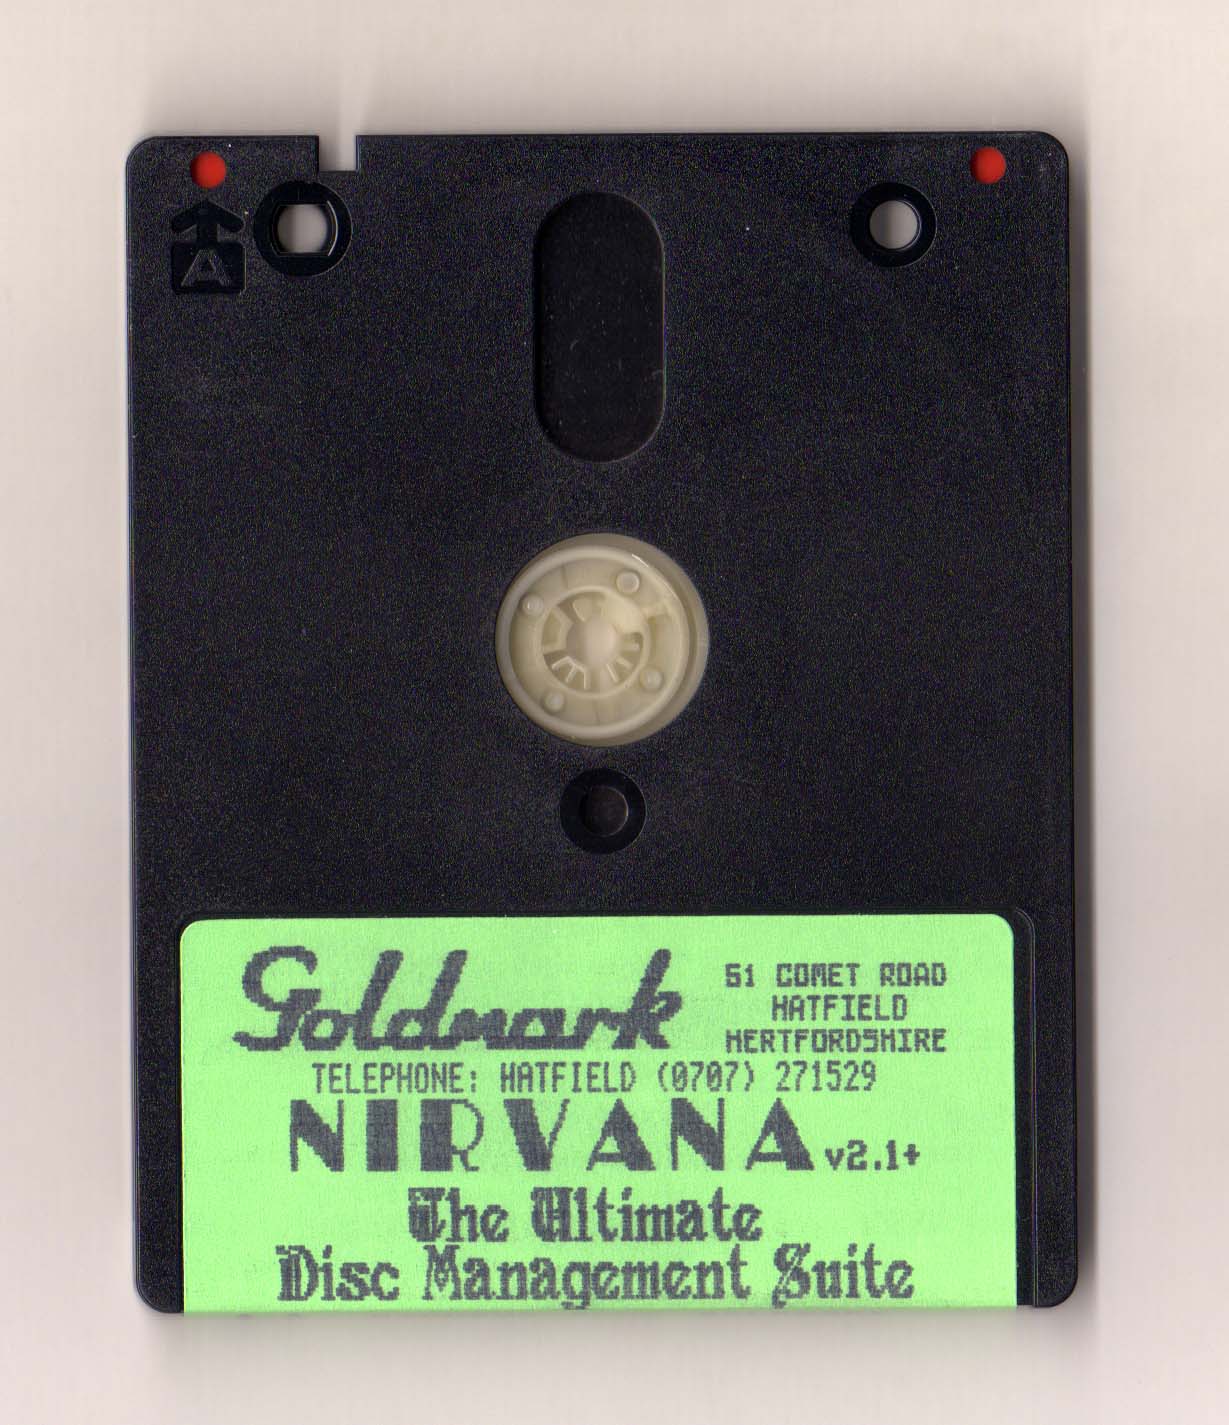 A
Goldmark
51 COMET ROAD
HATFIELD
HERTFORDSHIRE
TELEPHONE: HATFIELD (0707) 271529
NIRVANA v2.1+
The Ultimate
Disc Management Suite